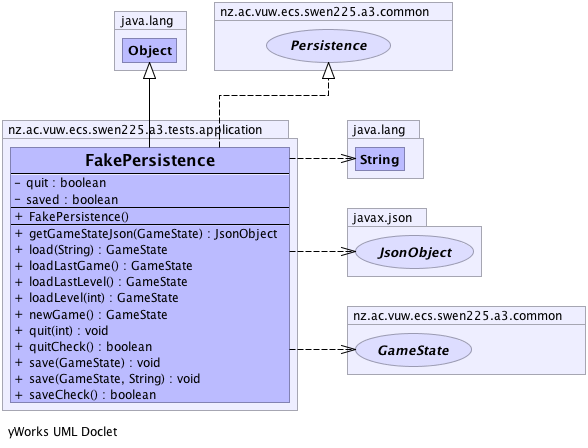 java.lang
Object
nz.ac.vuw.ecs.swen225.a3.common
Persistence
nz.ac.vuw.ecs.swen225.a3.tests.application
FakePersistence
- quit : boolean
- saved : boolean
+ FakePersistence()
+ getGameStateJson(GameState) : JsonObject
+ load(String) : GameState
+ loadLastGame() : GameState
+ loadLastLevel() : GameState
+ loadLevel(int) : GameState
+ newGame() : GameState
+ quit(int) : void
+ quitCheck() : boolean
+ save(GameState) : void
+ save(GameState, String) : void
+ saveCheck() : boolean
java.lang
String
javax.json
JsonObject
nz.ac.vuw.ecs.swen225.a3.common
GameState
yWorks UML Doclet